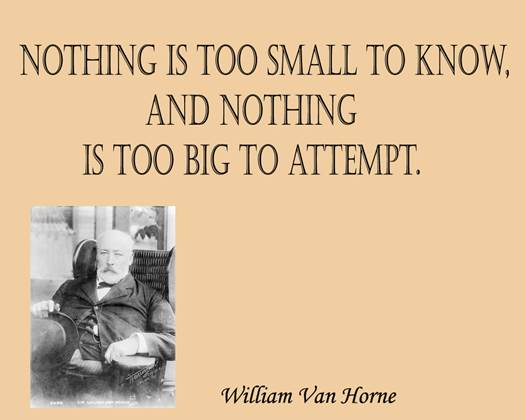 NOTHING IS TOO SMALL TO KNOW,
AND NOTHING
IS TOO BIG TO ATTEMPT.
William Van Horne